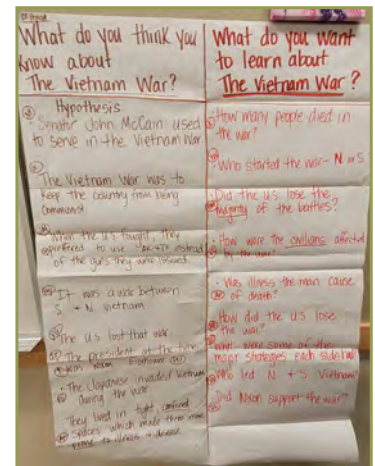 What do you think you
know about
The Vietnam War?
Hypothesis
Senator John McCain used
to serve in the Vietnam War
The Vietnam War was to
Keep the country from being
Communist
When the U.S. fought, they
preferred to use "AK-47s" instead
of the guns they were issued.
It was a war between
S + N Vietnam
The U.S. lost that war.
The president at the time
was Nixon
The Japanese invaded Vietnam
during the war
They lived in tight confined
spaces which made them more
prone to illness + disease
What do you want
to learn about
The Vietnam War?
How many people died in
the war?
Who started the war - N or S
Did the U.S. lose the
majority of the battles?
How were the civilians affected
by the war?
Was illness the main cause
of death?
How did the U.S. lose
the war?
What were some of the
major strategies each side had?
Who led N + S Vietnam?
Did Nixon support the war?